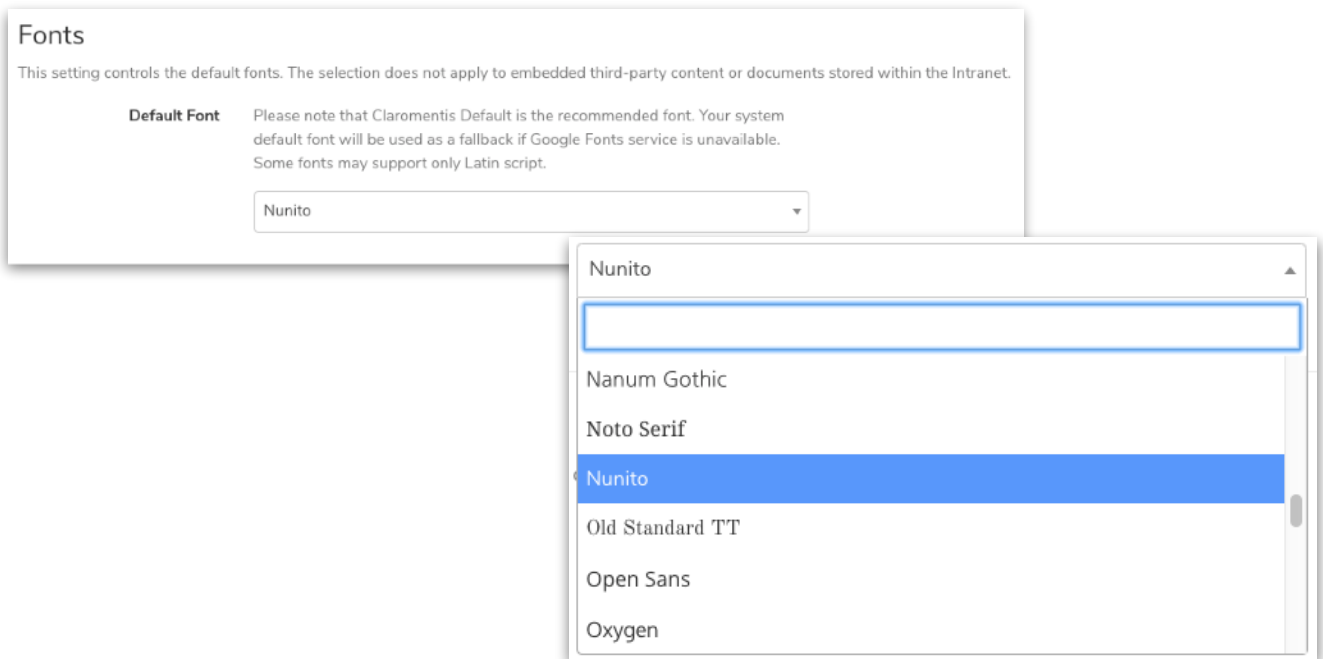 Fonts
This setting controls the default fonts. The selection does not apply to embedded third-party content or documents stored within the Intranet.
Default Font
Please note that Claromentis Default is the recommended font. Your system
default font will be used as a fallback if Google Fonts service is unavailable.
Some fonts may support only Latin script.
Nunito
Nunito
Nanum Gothic
Noto Serif
Nunito
Old Standard TT
Open Sans
Oxygen